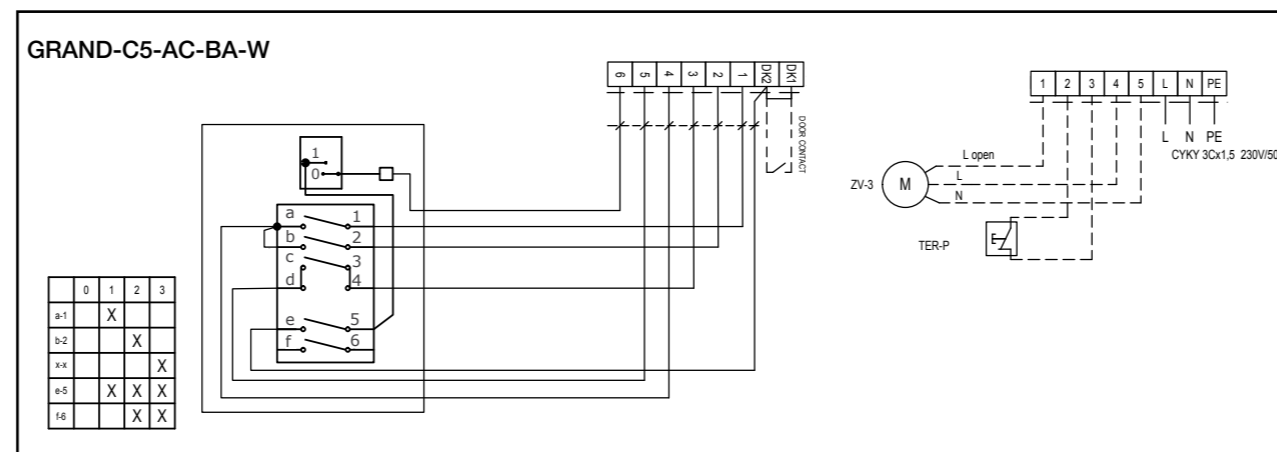 GRAND-C5-AC-BA-W
6 5 4 3 2 1 DK2 DK1
DOOR CONTACT
1
0
a 1
b 2
c 3
d 4
e 5
f 6
0 1 2 3
a-1 X
b-2 X
x-x X
e-5 X X X
f-6 X X
1 2 3 4 5 L N PE
L N PE
CYKY 3Cx1,5 230V/50
L open
ZV-3 M L
N
TER-P
E